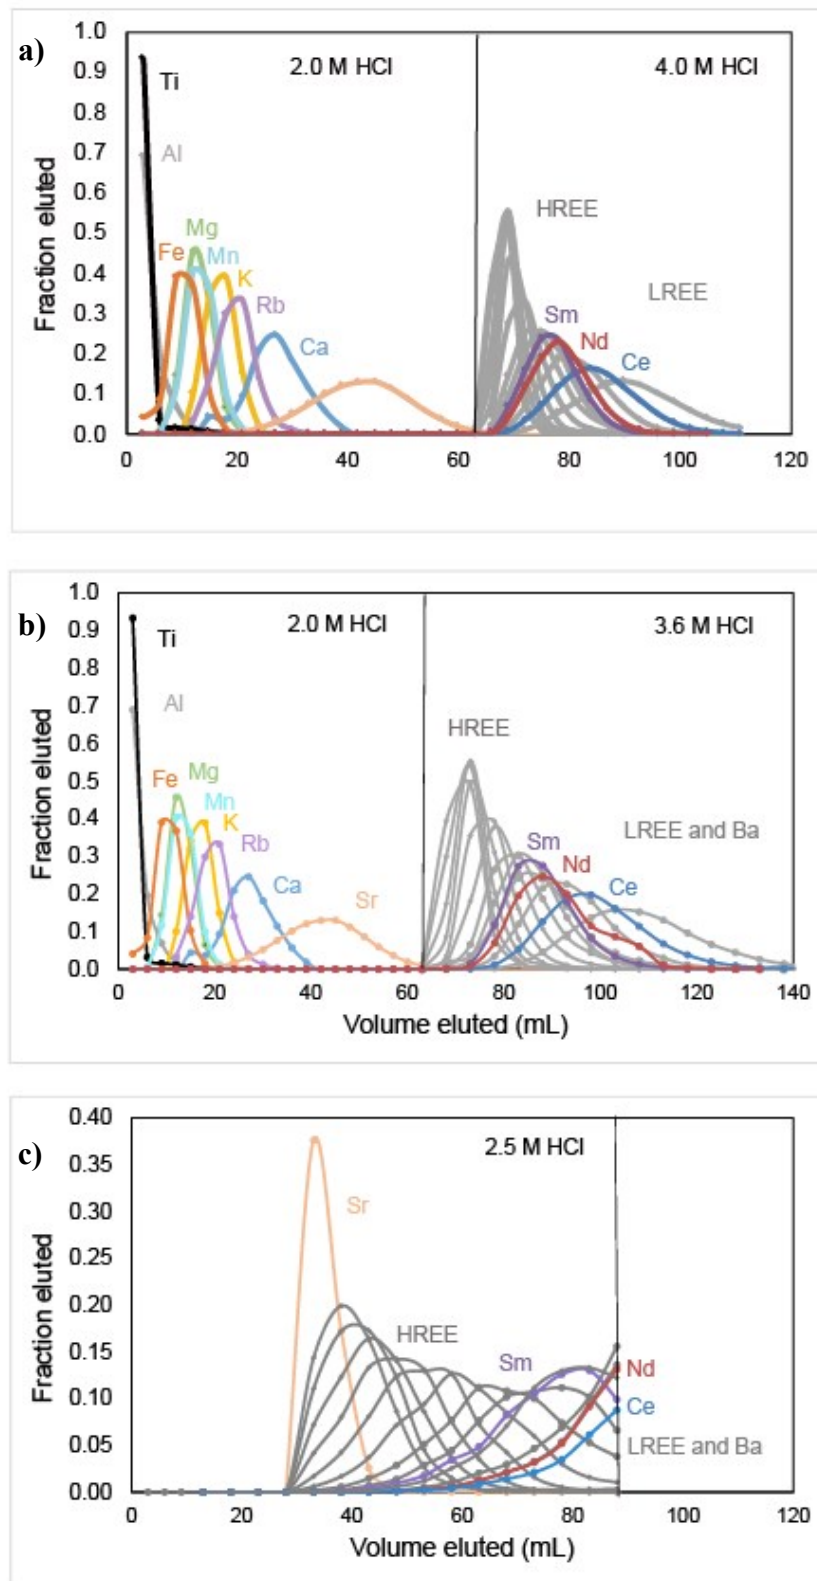 a)
1.0
0.9
0.8
0.7
0.6
0.5
0.4
0.3
0.2
0.1
0.0
Fraction eluted
2.0 M HCl
4.0 M HCl
Ti
Al
Mg
Fe
Mn
K
Rb
Ca
HREE
LREE
Sm
Nd
Ce
0 20 40 60 80 100 120
b)
1.0
0.9
0.8
0.7
0.6
0.5
0.4
0.3
0.2
0.1
0.0
Fraction eluted
2.0 M HCl
3.6 M HCl
Ti
Al
Fe
Mg
Mn
K
Rb
Ca
Sr
HREE
LREE and Ba
Sm
Nd
Ce
0 20 40 60 80 100 120 140
Volume eluted (mL)
c)
0.40
0.35
0.30
0.25
0.20
0.15
0.10
0.05
0.00
Fraction eluted
2.5 M HCl
Sr
HREE
Sm
Nd
Ce
LREE and Ba
0 20 40 60 80 100 120
Volume eluted (mL)